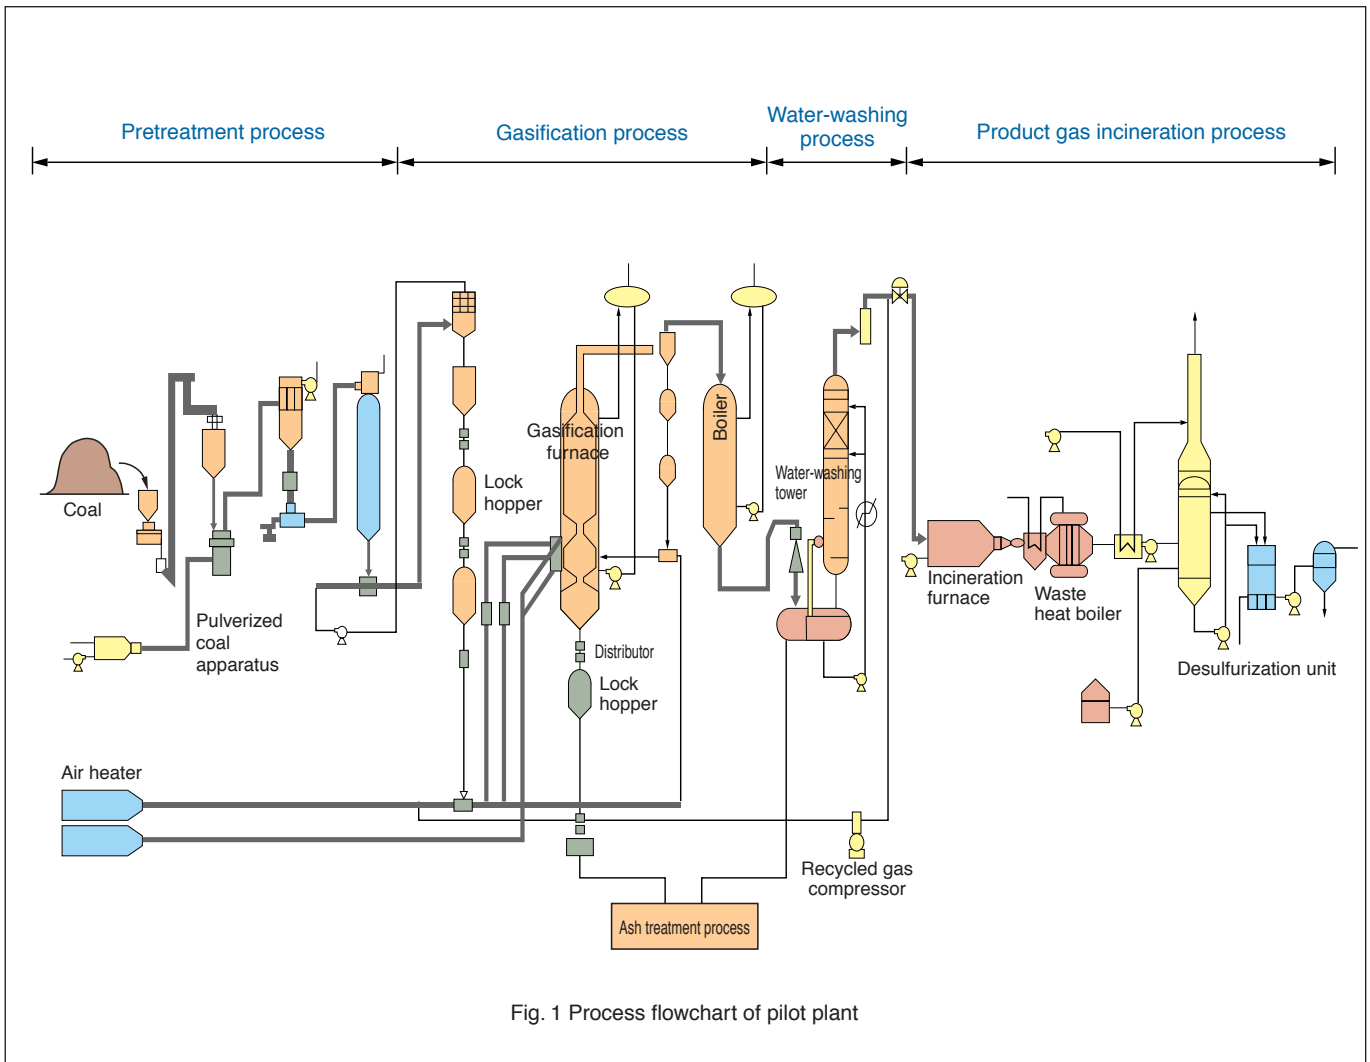 Pretreatment process
Gasification process
Water-washing
process
Product gas incineration process
Coal
Pulverized
coal
apparatus
Lock
hopper
Gasification
furnace
Boiler
Water-washing
tower
Distributor
Lock
hopper
Incineration
furnace
Waste
heat boiler
Desulfurization unit
Air heater
Recycled gas
compressor
Ash treatment process
Fig. 1 Process flowchart of pilot plant